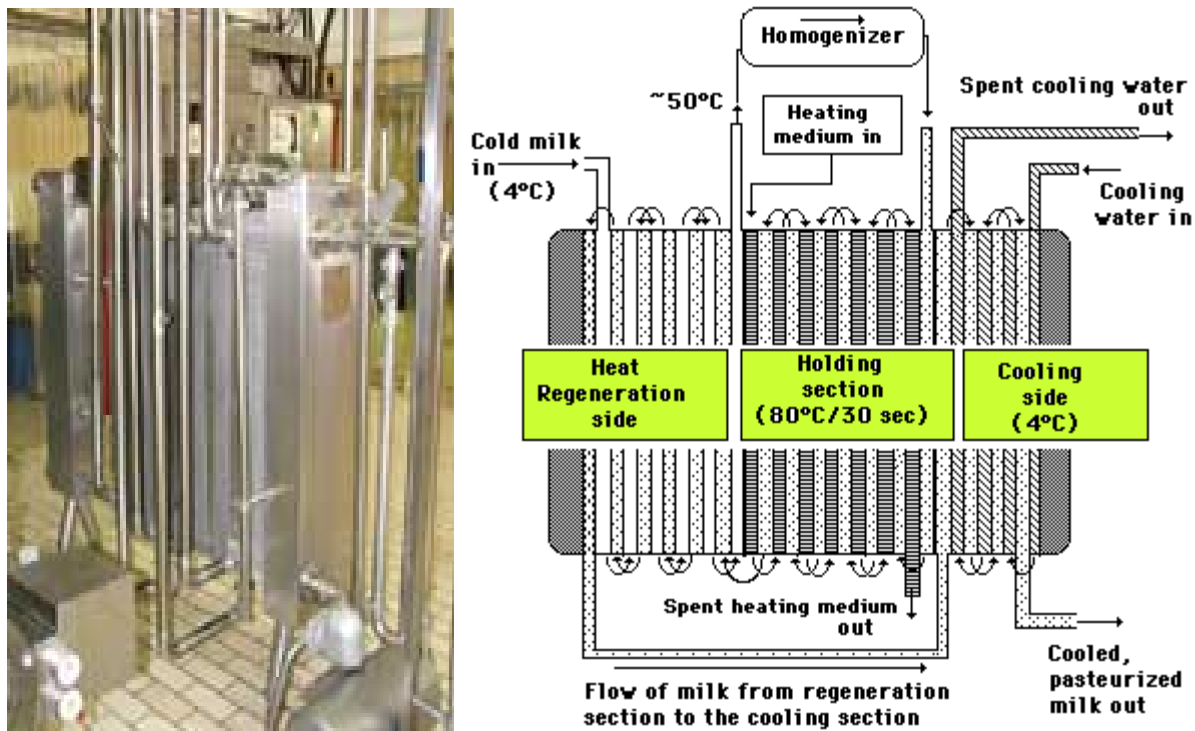 Homogenizer
~50°C
Heating
medium in
Spent cooling water
out
Cold milk
in
(4°C)
Cooling
water in
Heat
Regeneration
side
Holding
section
(80°C/30 sec)
Cooling
side
(4°C)
Spent heating medium
out
Flow of milk from regeneration
section to the cooling section
Cooled,
pasteurized
milk out